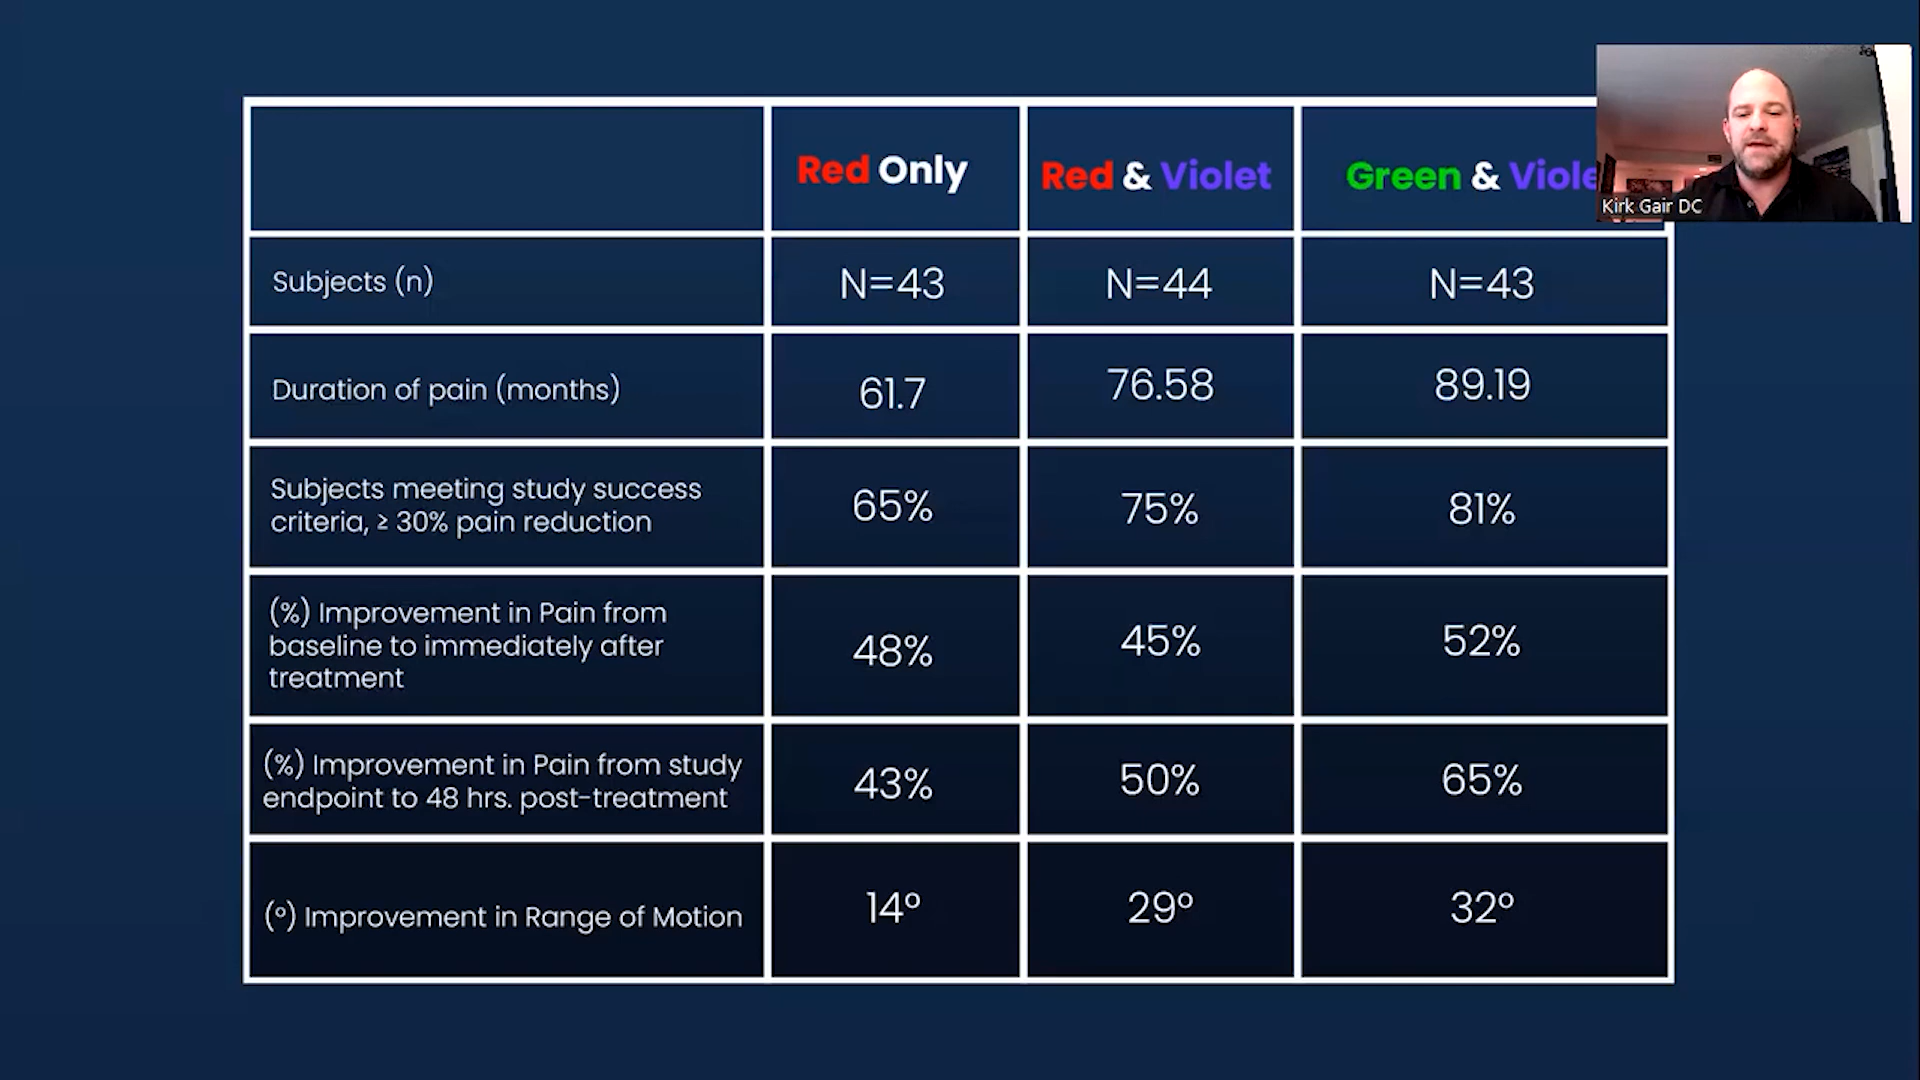 Red Only
Red & Violet
Green & Viole
Kirk Gair DC
Subjects (n)
N=43
N=44
N=43
Duration of pain (months)
61.7
76.58
89.19
Subjects meeting study success
criteria, ≥ 30% pain reduction
65%
75%
81%
(%) Improvement in Pain from
baseline to immediately after
treatment
48%
45%
52%
(%) Improvement in Pain from study
endpoint to 48 hrs. post-treatment
43%
50%
65%
(º) Improvement in Range of Motion
14º
29º
32º